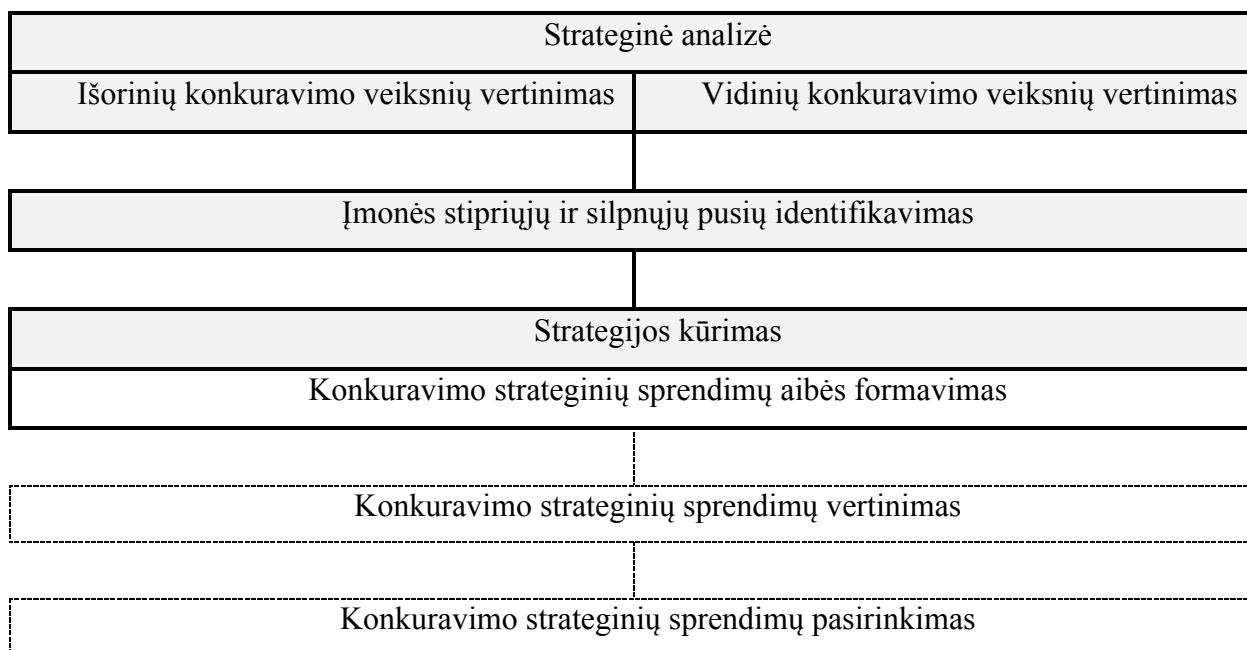 Strateginė analizė
Išorinių konkuravimo veiksnių vertinimas
Vidinių konkuravimo veiksnių vertinimas
Įmonės stipriųjų ir silpnųjų pusių identifikavimas
Strategijos kūrimas
Konkuravimo strateginių sprendimų aibės formavimas
Konkuravimo strateginių sprendimų vertinimas
Konkuravimo strateginių sprendimų pasirinkimas